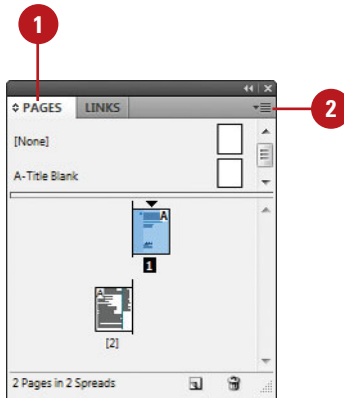 1
PAGES LINKS
2
[None]
A-Title Blank
A
1
A
[2]
2 Pages in 2 Spreads